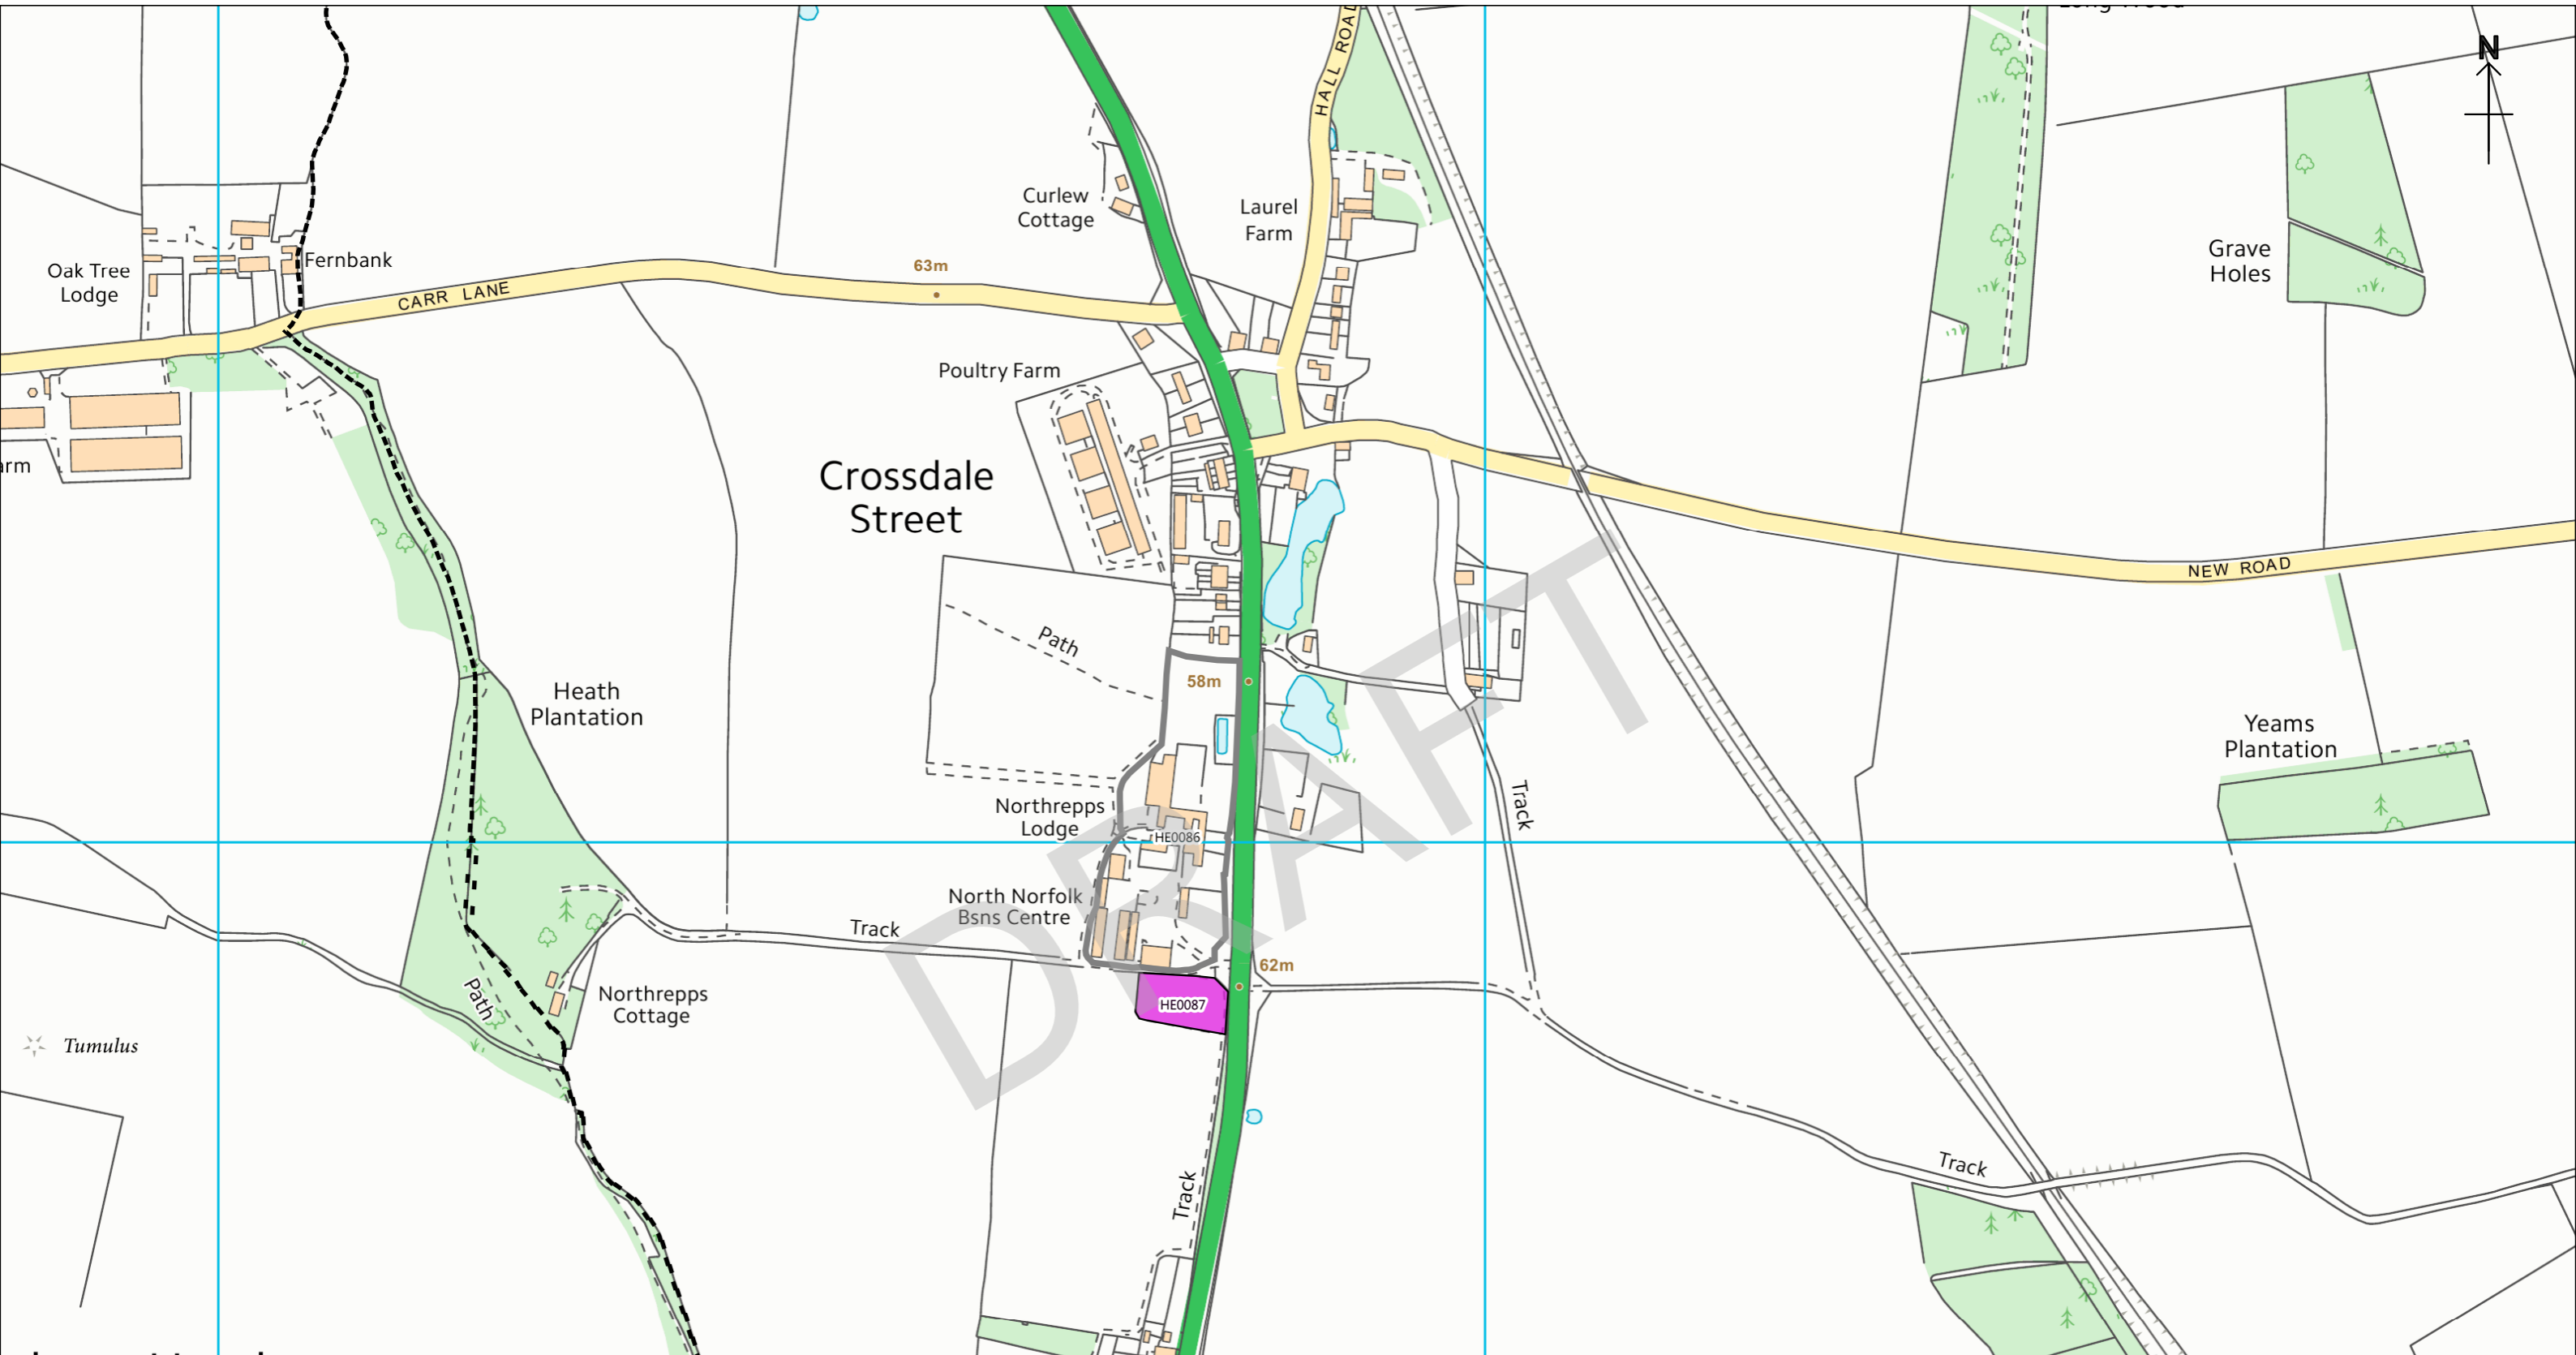 N
HALL ROAD
Curlew
Cottage
Laurel
Farm
Grave
Holes
Oak Tree
Lodge
Fernbank
63m
CARR LANE
Poultry Farm
Crossdale
Street
arm
NEW ROAD
Path
58m
Heath
Plantation
Yeams
Plantation
Northrepps
Lodge
HE0086
Track
North Norfolk
Bsns Centre
Track
62m
Path
Northrepps
Cottage
HE0087
Tumulus
Track
Track
DRAFT